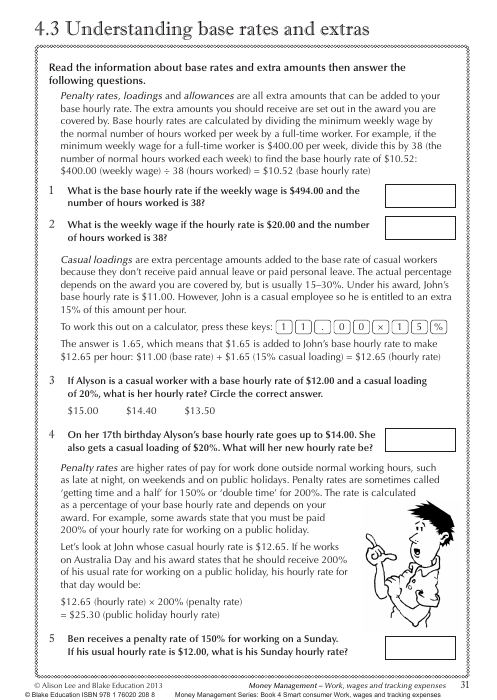 4.3 Understanding base rates and extras
Read the information about base rates and extra amounts then answer the
following questions.
Penalty rates, loadings and allowances are all extra amounts that can be added to your
base hourly rate. The extra amounts you should receive are set out in the award you are
covered by. Base hourly rates are calculated by dividing the minimum weekly wage by
the normal number of hours worked per week by a full-time worker. For example, if the
minimum weekly wage for a full-time worker is $400.00 per week, divide this by 38 (the
number of normal hours worked each week) to find the base hourly rate of $10.52:
$400.00 (weekly wage) ÷ 38 (hours worked) = $10.52 (base hourly rate)
1 What is the base hourly rate if the weekly wage is $494.00 and the
number of hours worked is 38?
2 What is the weekly wage if the hourly rate is $20.00 and the number
of hours worked is 38?
Casual loadings are extra percentage amounts added to the base rate of casual workers
because they don't receive paid annual leave or paid personal leave. The actual percentage
depends on the award you are covered by, but is usually 15–30%. Under his award, John's
base hourly rate is $11.00. However, John is a casual employee so he is entitled to an extra
15% of this amount per hour.
To work this out on a calculator, press these keys: 1 1 . 0 0 × 1 5 %
The answer is 1.65, which means that $1.65 is added to John's base hourly rate to make
$12.65 per hour: $11.00 (base rate) + $1.65 (15% casual loading) = $12.65 (hourly rate)
3 If Alyson is a casual worker with a base hourly rate of $12.00 and a casual loading
of 20%, what is her hourly rate? Circle the correct answer.
$15.00 $14.40 $13.50
4 On her 17th birthday Alyson's base hourly rate goes up to $14.00. She
also gets a casual loading of $20%. What will her new hourly rate be?
Penalty rates are higher rates of pay for work done outside normal working hours, such
as late at night, on weekends and on public holidays. Penalty rates are sometimes called
'getting time and a half' for 150% or 'double time' for 200%. The rate is calculated
as a percentage of your base hourly rate and depends on your
award. For example, some awards state that you must be paid
200% of your hourly rate for working on a public holiday.
Let's look at John whose casual hourly rate is $12.65. If he works
on Australia Day and his award states that he should receive 200%
of his usual rate for working on a public holiday, his hourly rate for
that day would be:
$12.65 (hourly rate) × 200% (penalty rate)
= $25.30 (public holiday hourly rate)
5 Ben receives a penalty rate of 150% for working on a Sunday.
If his usual hourly rate is $12.00, what is his Sunday hourly rate?
© Alison Lee and Blake Education 2013 Money Management – Work, wages and tracking expenses 31
© Blake Education ISBN 978 1 76020 208 8 Money Management Series: Book 4 Smart consumer Work, wages and tracking expenses